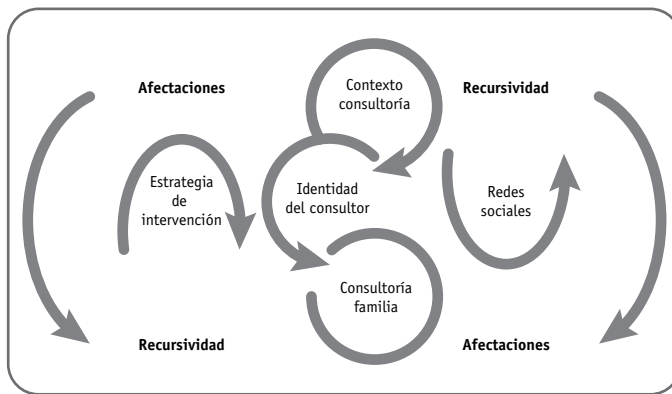 Afectaciones
Contexto
consultoría
Recursividad
Estrategia
de
intervención
Identidad
del consultor
Redes
sociales
Consultoría
familia
Recursividad
Afectaciones